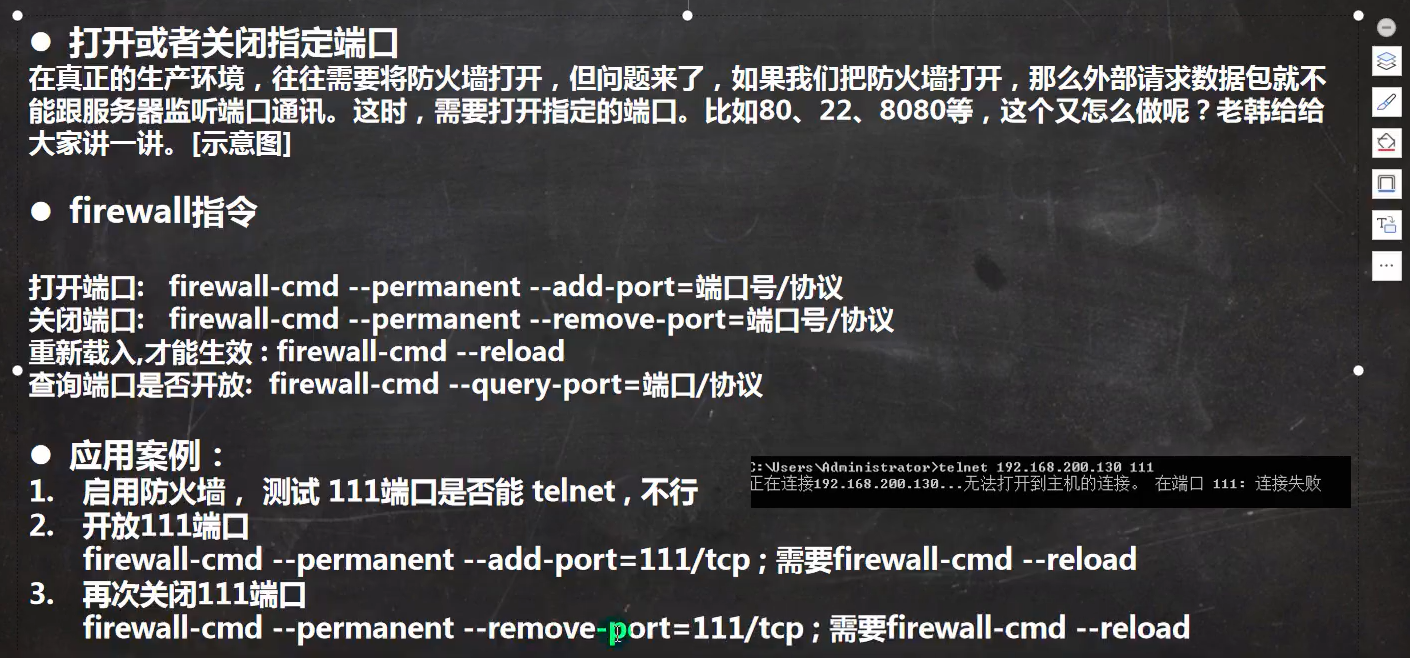 ● 打开或者关闭指定端口
在真正的生产环境，往往需要将防火墙打开，但问题来了，如果我们把防火墙打开，那么外部请求数据包就不
能跟服务器监听端口通讯。这时，需要打开指定的端口。比如80、22、8080等，这个又怎么做呢？老韩给给
大家讲一讲。[示意图]
● firewall指令
打开端口: firewall-cmd --permanent --add-port=端口号/协议
关闭端口: firewall-cmd --permanent --remove-port=端口号/协议
重新载入,才能生效 : firewall-cmd --reload
查询端口是否开放: firewall-cmd --query-port=端口/协议
● 应用案例：
1. 启用防火墙， 测试 111端口是否能 telnet , 不行
C:\Users\Administrator>telnet 192.168.200.130 111
正在连接192.168.200.130...无法打开到主机的连接。 在端口 111: 连接失败
2. 开放111端口
firewall-cmd --permanent --add-port=111/tcp ; 需要firewall-cmd --reload
3. 再次关闭111端口
firewall-cmd --permanent --remove-port=111/tcp ; 需要firewall-cmd --reload